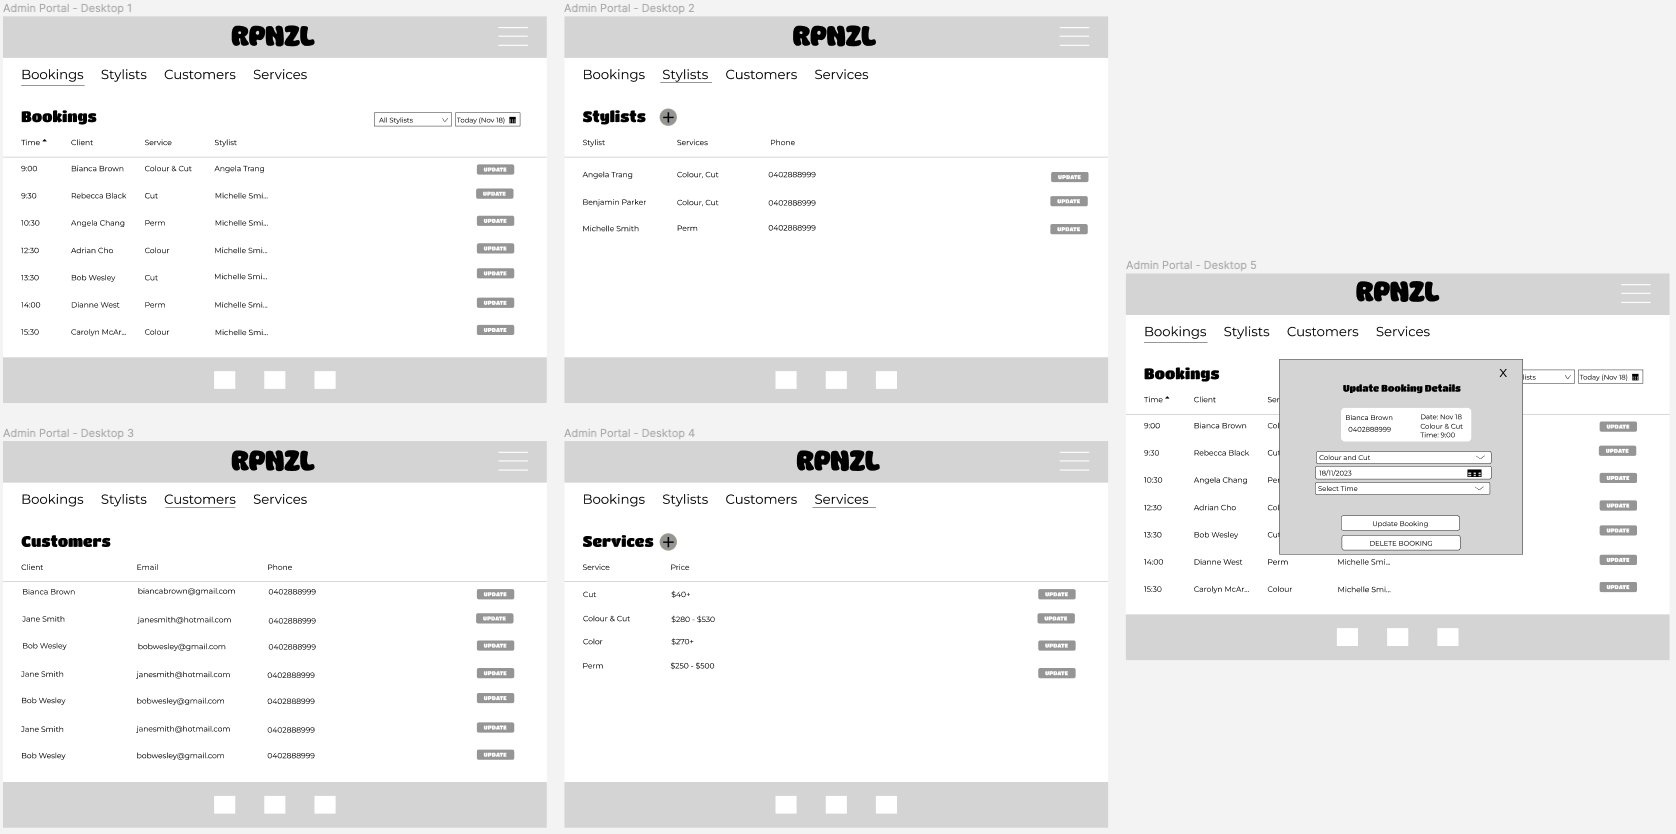 Admin Portal - Desktop 1
RPNZL
Bookings Stylists Customers Services
Bookings
All Stylists Today (Nov 18)
Time Client Service Stylist
9:00 Bianca Brown Colour & Cut Angela Trang UPDATE
9:30 Rebecca Black Cut Michelle Smi... UPDATE
10:30 Angela Chang Perm Michelle Smi... UPDATE
12:30 Adrian Cho Colour Michelle Smi... UPDATE
13:30 Bob Wesley Cut Michelle Smi... UPDATE
14:00 Dianne West Perm Michelle Smi... UPDATE
15:30 Carolyn McAr... Colour Michelle Smi... UPDATE
Admin Portal - Desktop 2
RPNZL
Bookings Stylists Customers Services
Stylists +
Stylist Services Phone
Angela Trang Colour, Cut 0402888999 UPDATE
Benjamin Parker Colour, Cut 0402888999 UPDATE
Michelle Smith Perm 0402888999 UPDATE
Admin Portal - Desktop 3
RPNZL
Bookings Stylists Customers Services
Customers
Client Email Phone
Bianca Brown biancabrown@gmail.com 0402888999 UPDATE
Jane Smith janesmith@hotmail.com 0402888999 UPDATE
Bob Wesley bobwesley@gmail.com 0402888999 UPDATE
Jane Smith janesmith@hotmail.com 0402888999 UPDATE
Bob Wesley bobwesley@gmail.com 0402888999 UPDATE
Jane Smith janesmith@hotmail.com 0402888999 UPDATE
Bob Wesley bobwesley@gmail.com 0402888999 UPDATE
Admin Portal - Desktop 4
RPNZL
Bookings Stylists Customers Services
Services +
Service Price
Cut $40+ UPDATE
Colour & Cut $280 - $530 UPDATE
Color $270+ UPDATE
Perm $250 - $500 UPDATE
Admin Portal - Desktop 5
RPNZL
Bookings Stylists Customers Services
Bookings
lists Today (Nov 18)
Time Client Ser
9:00 Bianca Brown Col UPDATE
9:30 Rebecca Black Cut UPDATE
10:30 Angela Chang Per UPDATE
12:30 Adrian Cho Col UPDATE
13:30 Bob Wesley Cut UPDATE
14:00 Dianne West Perm Michelle Smi... UPDATE
15:30 Carolyn McAr... Colour Michelle Smi... UPDATE
X
Update Booking Details
Bianca Brown Date: Nov 18
0402888999 Colour & Cut
Time: 9:00
Colour and Cut
18/11/2023
Select Time
Update Booking
DELETE BOOKING